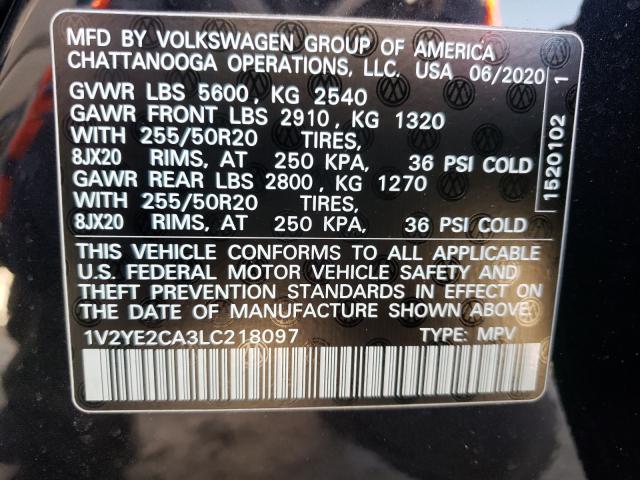 MFD BY VOLKSWAGEN GROUP OF AMERICA
CHATTANOOGA OPERATIONS, LLC, USA 06/2020
GVWR LBS 5600, KG 2540
GAWR FRONT LBS 2910, KG 1320
WITH 255/50R20 TIRES,
8JX20 RIMS, AT 250 KPA, 36 PSI COLD
GAWR REAR LBS 2800, KG 1270
WITH 255/50R20 TIRES,
8JX20 RIMS, AT 250 KPA, 36 PSI COLD
THIS VEHICLE CONFORMS TO ALL APPLICABLE
U.S. FEDERAL MOTOR VEHICLE SAFETY AND
THEFT PREVENTION STANDARDS IN EFFECT ON
THE DATE OF MANUFACTURE SHOWN ABOVE.
1V2YE2CA3LC218097 TYPE: MPV
1520102 1